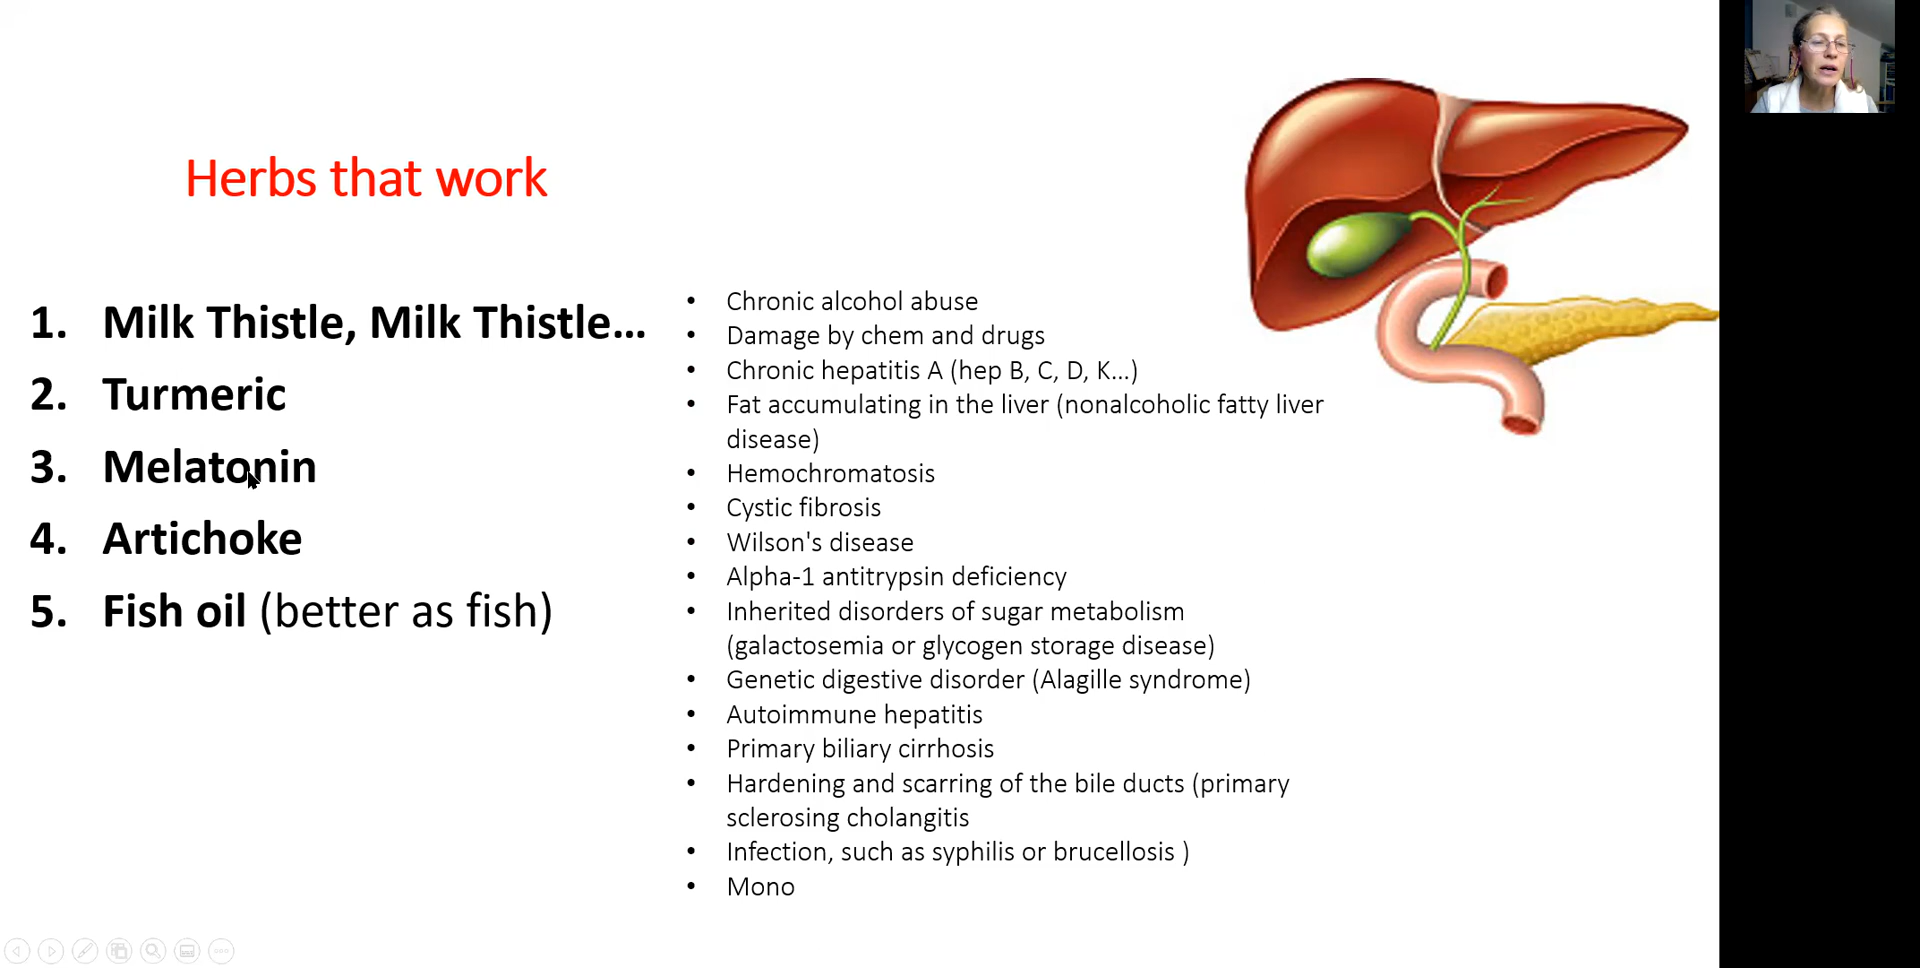 Herbs that work
1. Milk Thistle, Milk Thistle...
2. Turmeric
3. Melatonin
4. Artichoke
5. Fish oil (better as fish)
• Chronic alcohol abuse
• Damage by chem and drugs
• Chronic hepatitis A (hep B, C, D, K...)
• Fat accumulating in the liver (nonalcoholic fatty liver
disease)
• Hemochromatosis
• Cystic fibrosis
• Wilson's disease
• Alpha-1 antitrypsin deficiency
• Inherited disorders of sugar metabolism
(galactosemia or glycogen storage disease)
• Genetic digestive disorder (Alagille syndrome)
• Autoimmune hepatitis
• Primary biliary cirrhosis
• Hardening and scarring of the bile ducts (primary
sclerosing cholangitis
• Infection, such as syphilis or brucellosis )
• Mono